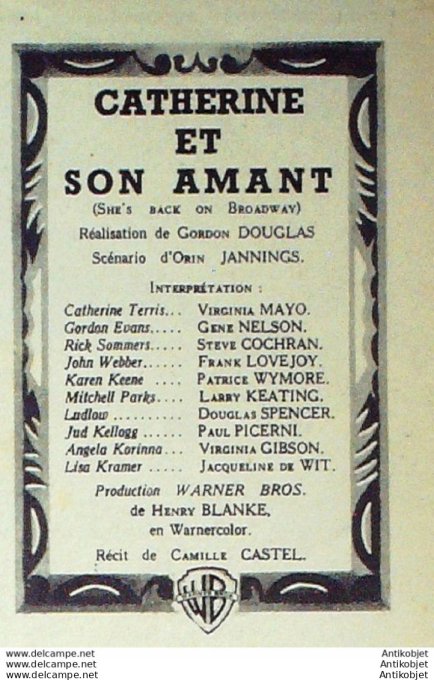 CATHERINE
ET
SON AMANT
(SHE'S BACK ON BROADWAY)
Réalisation de GORDON DOUGLAS
Scénario d'ORIN JANNINGS.
INTERPRÉTATION :
Catherine Terris... VIRGINIA MAYO.
Gordon Evans..... GENE NELSON.
Rick Sommers..... STEVE COCHRAN.
John Webber...... FRANK LOVEJOY.
Karen Keene .... PATRICE WYMORE.
Mitchell Parks.... LARRY KEATING.
Ludlow .......... DOUGLAS SPENCER.
Jud Kellogg ...... PAUL PICERNI.
Angela Korinna... VIRGINIA GIBSON.
Lisa Kramer ..... JACQUELINE DE WIT.
Production WARNER BROS.
de HENRY BLANKE,
en Warnercolor.
Récit de CAMILLE CASTEL.
WB
www.delcampe.net Antikobjet
www.delcampe.net Antikobjet